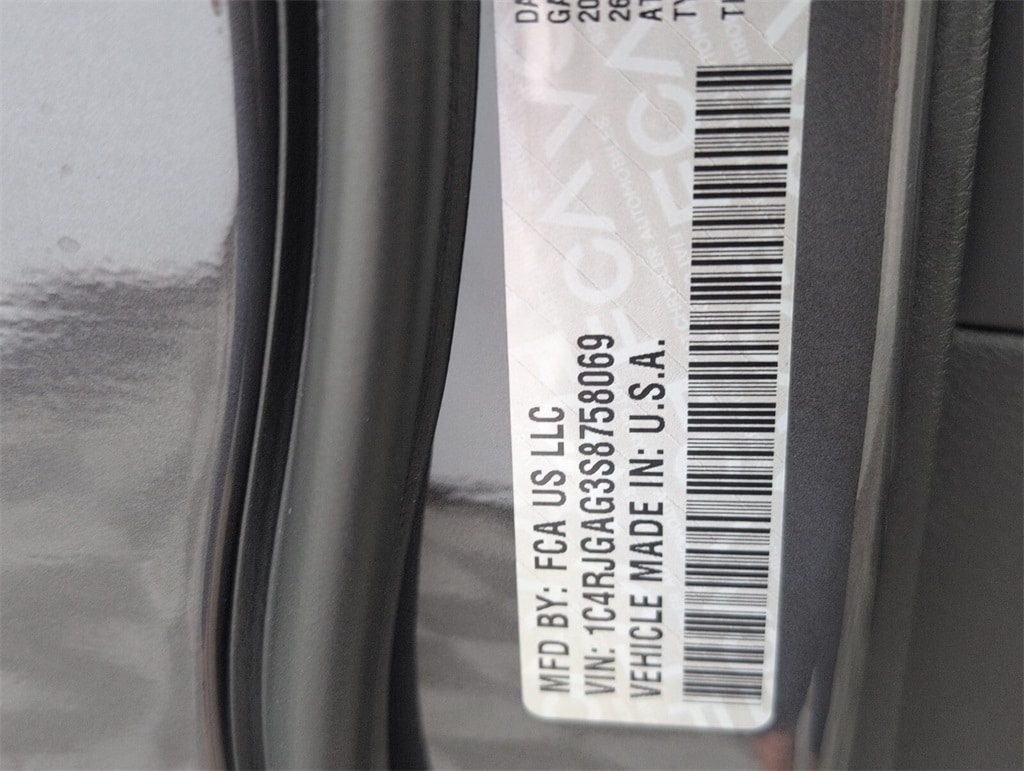 MFD BY: FCA US LLC
VIN: 1C4RJGAG3S8758069
VEHICLE MADE IN: U.S.A.